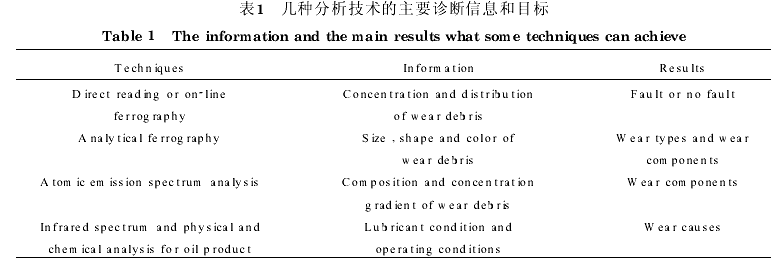 表1 几种分析技术的主要诊断信息和目标
Table 1 The information and the main results what some techniques can achieve
Techniques Information Results
Direct reading or on-line Concentration and distribution Fault or no fault
ferrography of wear debris
Analytical ferrography Size , shape and color of Wear types and wear
wear debris components
Atomic emission spectrum analysis Composition and concentration Wear components
gradient of wear debris
Infrared spectrum and physical and Lubricant condition and Wear causes
chemical analysis for oil product operating conditions